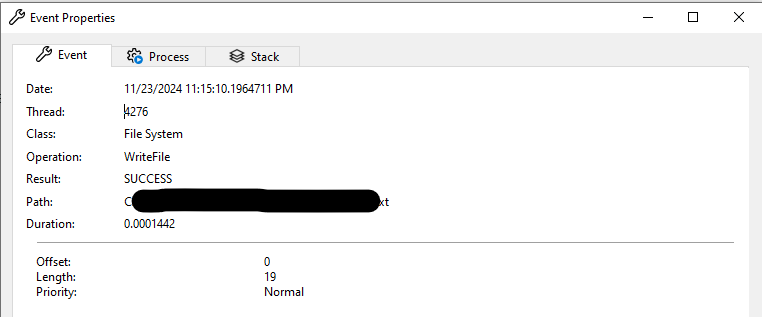 Event Properties
Event Process Stack
Date: 11/23/2024 11:15:10.1964711 PM
Thread: 4276
Class: File System
Operation: WriteFile
Result: SUCCESS
Path: C xt
Duration: 0.0001442
Offset: 0
Length: 19
Priority: Normal